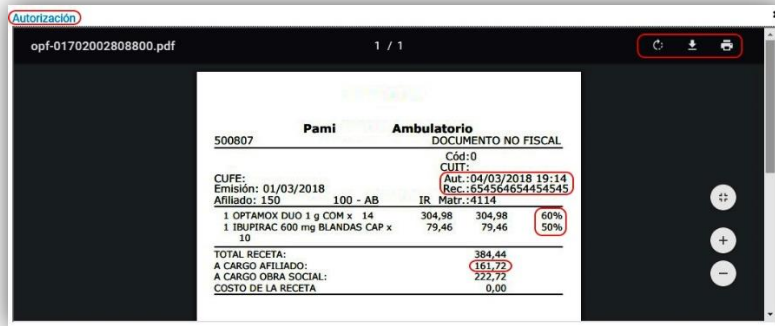 Autorización
opf-01702002808800.pdf 1 / 1
Pami Ambulatorio
500807 DOCUMENTO NO FISCAL
Cód:0
CUIT:
CUFE: Aut.:04/03/2018 19:14
Emisión: 01/03/2018 Rec.:654564654454545
Afiliado: 150 100 - AB IR Matr.:4114
1 OPTAMOX DUO 1 g COM x 14 304,98 304,98 60%
1 IBUPIRAC 600 mg BLANDAS CAP x 79,46 79,46 50%
10
TOTAL RECETA: 384,44
A CARGO AFILIADO: 161,72
A CARGO OBRA SOCIAL: 222,72
COSTO DE LA RECETA 0,00